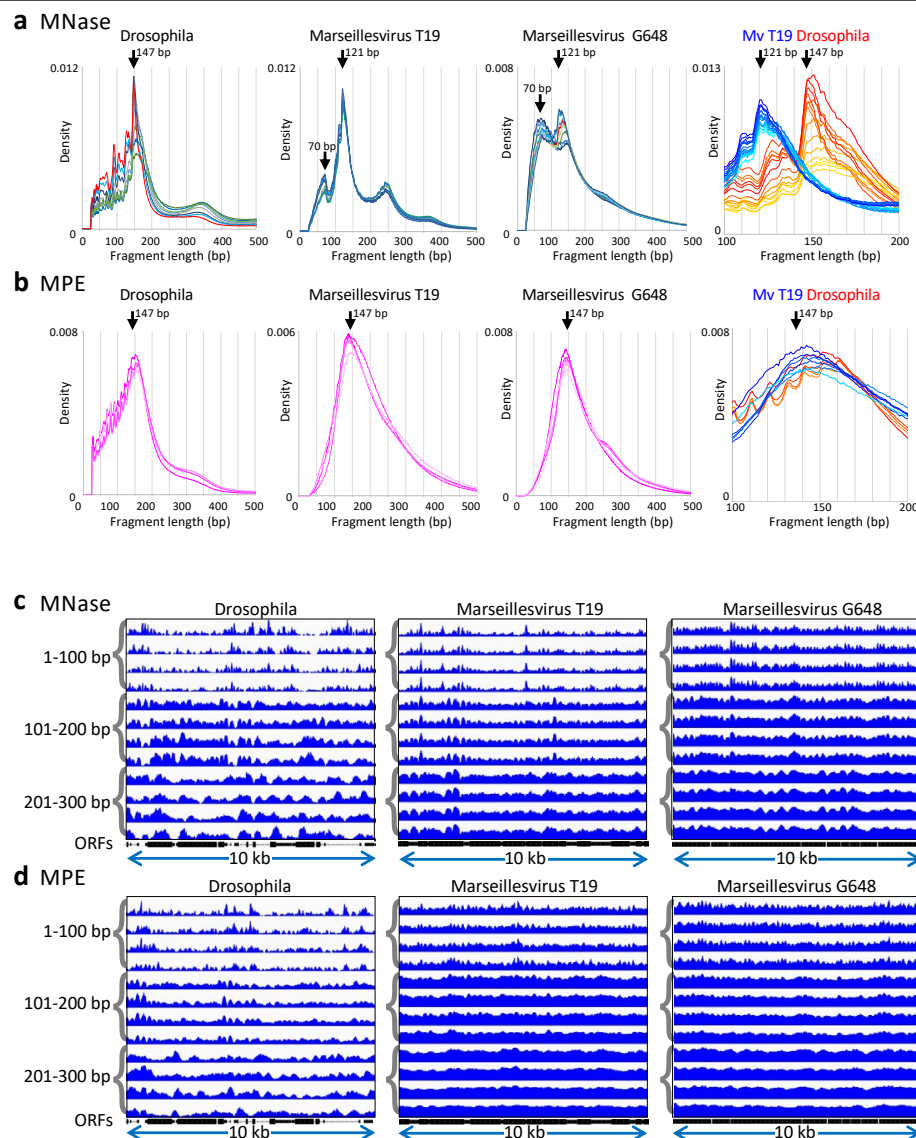 a MNase
Drosophila
Marseillesvirus T19
Marseillesvirus G648
Mv T19 Drosophila
147 bp
121 bp
121 bp
121 bp
147 bp
70 bp
70 bp
0.012
0.012
0.008
0.013
Density
Density
Density
Density
0
0
0
0
0 100 200 300 400 500
0 100 200 300 400 500
0 100 200 300 400 500
100 150 200
Fragment length (bp)
Fragment length (bp)
Fragment length (bp)
Fragment length (bp)
b MPE
Drosophila
Marseillesvirus T19
Marseillesvirus G648
Mv T19 Drosophila
147 bp
147 bp
147 bp
147 bp
0.008
0.006
0.008
0.008
Density
Density
Density
Density
0
0
0
0
0 100 200 300 400 500
0 100 200 300 400 500
0 100 200 300 400 500
100 150 200
Fragment length (bp)
Fragment length (bp)
Fragment length (bp)
Fragment length (bp)
c MNase
Drosophila
Marseillesvirus T19
Marseillesvirus G648
1-100 bp
101-200 bp
201-300 bp
ORFs
10 kb
10 kb
10 kb
d MPE
Drosophila
Marseillesvirus T19
Marseillesvirus G648
1-100 bp
101-200 bp
201-300 bp
ORFs
10 kb
10 kb
10 kb